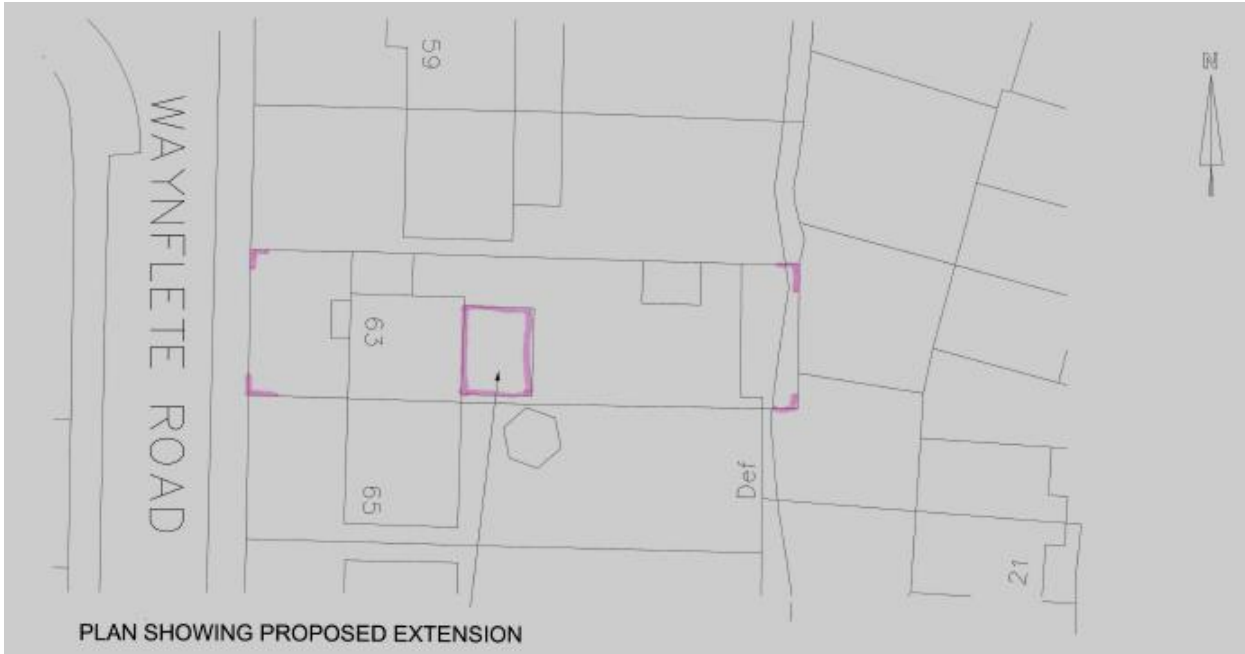 59
N
WAYNFLETE ROAD
63
65
Def
21
PLAN SHOWING PROPOSED EXTENSION